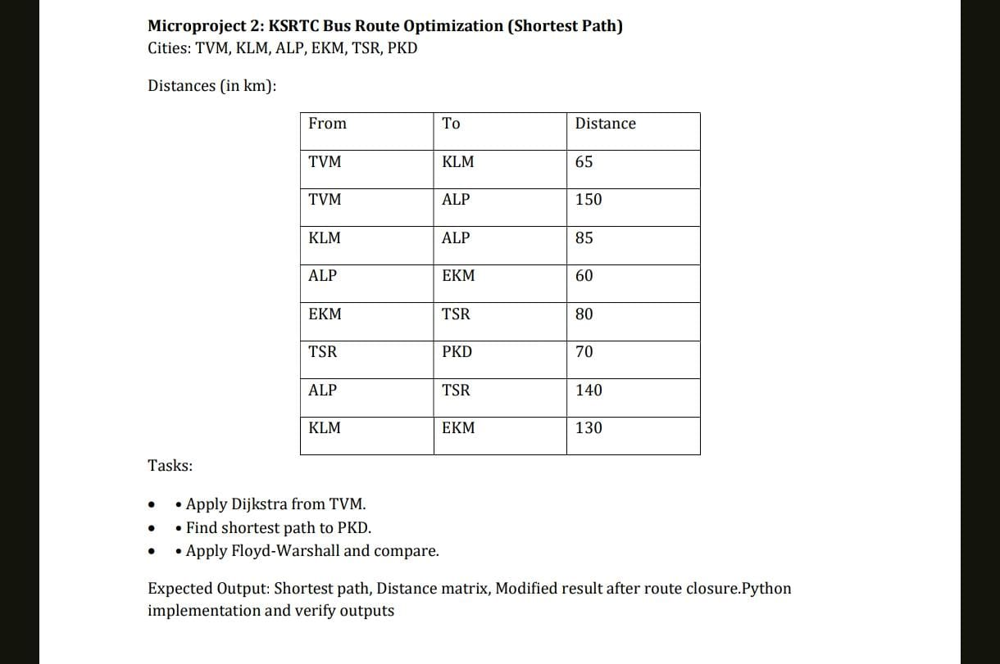 Microproject 2: KSRTC Bus Route Optimization (Shortest Path)
Cities: TVM, KLM, ALP, EKM, TSR, PKD
Distances (in km):
From To Distance
TVM KLM 65
TVM ALP 150
KLM ALP 85
ALP EKM 60
EKM TSR 80
TSR PKD 70
ALP TSR 140
KLM EKM 130
Tasks:
• • Apply Dijkstra from TVM.
• • Find shortest path to PKD.
• • Apply Floyd-Warshall and compare.
Expected Output: Shortest path, Distance matrix, Modified result after route closure.Python
implementation and verify outputs